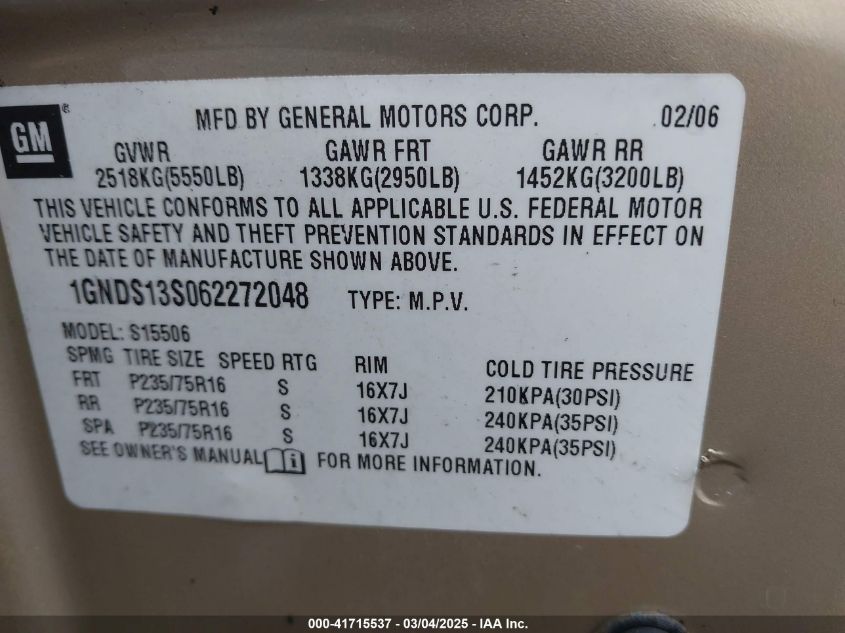 GM®
MFD BY GENERAL MOTORS CORP. 02/06
GVWR GAWR FRT GAWR RR
2518KG(5550LB) 1338KG(2950LB) 1452KG(3200LB)
THIS VEHICLE CONFORMS TO ALL APPLICABLE U.S. FEDERAL MOTOR
VEHICLE SAFETY AND THEFT PREVENTION STANDARDS IN EFFECT ON
THE DATE OF MANUFACTURE SHOWN ABOVE.
1GNDS13S062272048 TYPE: M.P.V.
MODEL: S15506
SPMG TIRE SIZE SPEED RTG RIM COLD TIRE PRESSURE
FRT P235/75R16 S 16X7J 210KPA(30PSI)
RR P235/75R16 S 16X7J 240KPA(35PSI)
SPA P235/75R16 S 16X7J 240KPA(35PSI)
SEE OWNER'S MANUAL FOR MORE INFORMATION.
000-41715537 - 03/04/2025 - IAA Inc.